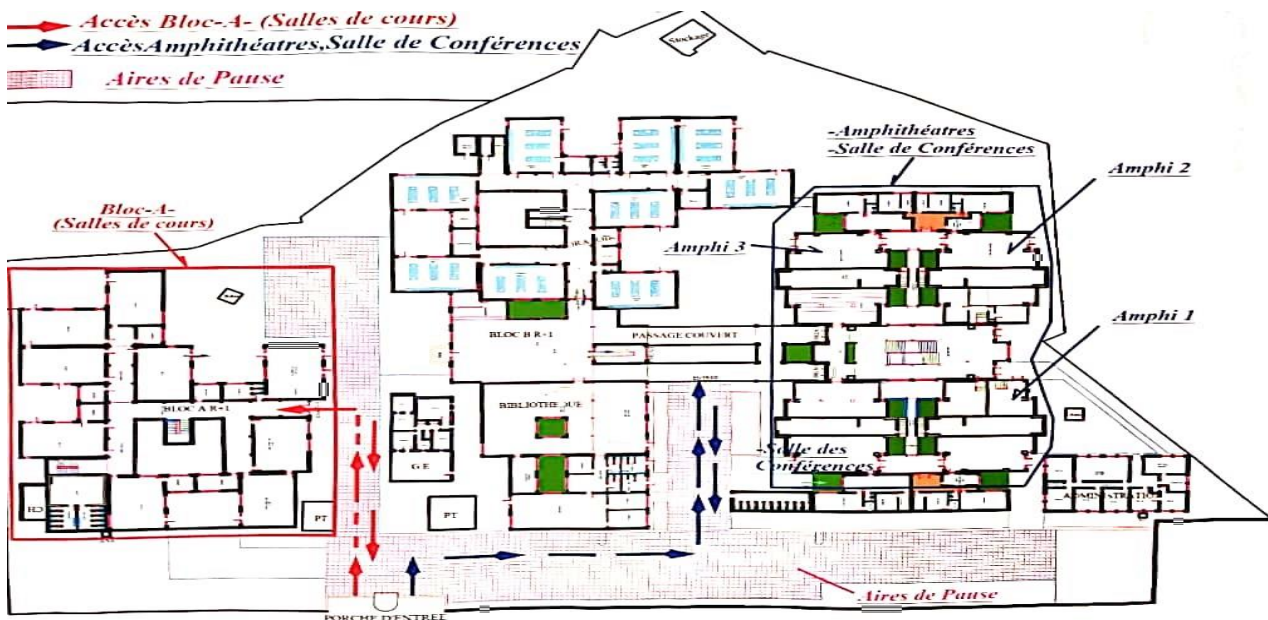 Accès Bloc-A- (Salles de cours)
AccèsAmphithéatres,Salle de Conférences
Aires de Pause
Stockage
-Amphithéatres
-Salle de Conférences
Amphi 2
Bloc-A-
(Salles de cours)
Amphi 3
Amphi 1
BLOC B R+1
PASSAGE COUVERT
BLOC A R+1
BIBLIOTHEQUE
G E
-Salle des
Conférences
CH
PT
PT
ADMINISTRATION
Aires de Pause
PORCHE D'ENTREE